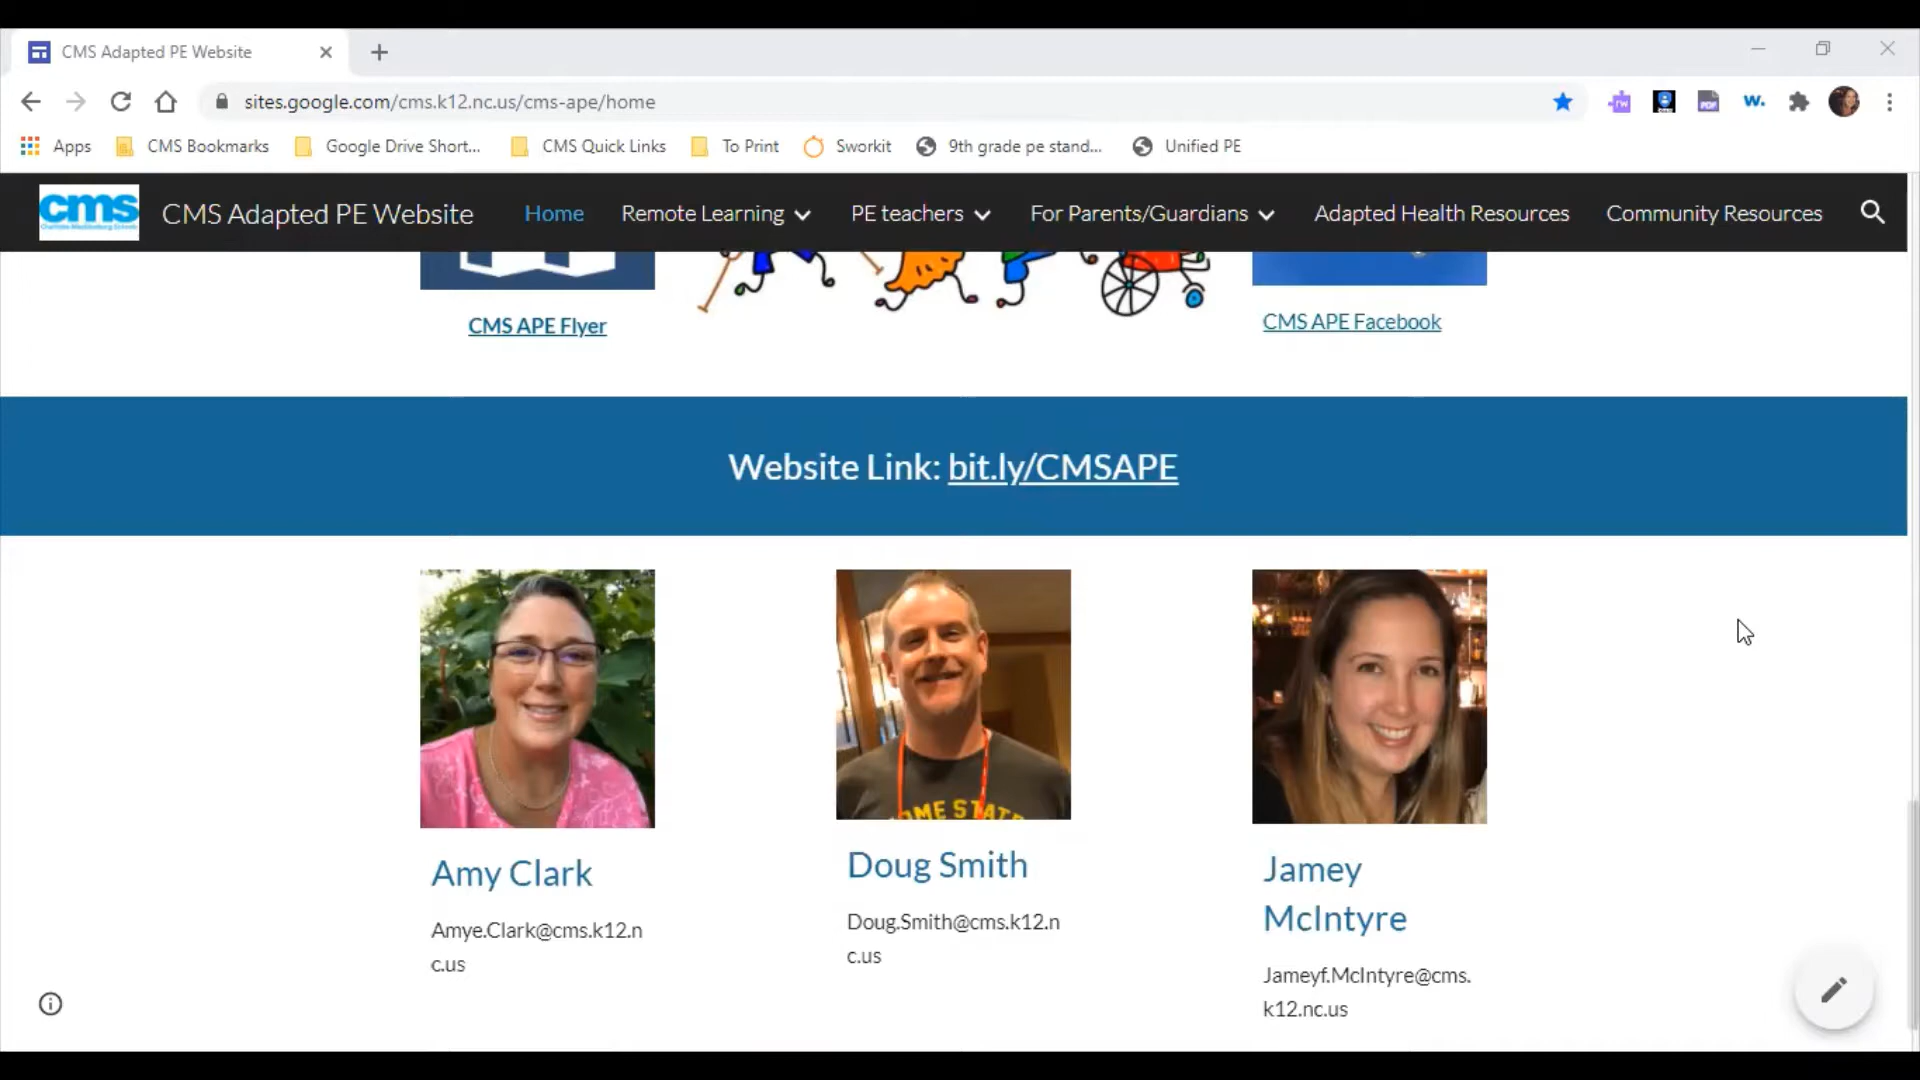 CMS Adapted PE Website
sites.google.com/cms.k12.nc.us/cms-ape/home
rw
PDF
w.
Apps
CMS Bookmarks
Google Drive Short...
CMS Quick Links
To Print
Sworkit
9th grade pe stand...
Unified PE
cms
CMS Adapted PE Website
Home
Remote Learning
PE teachers
For Parents/Guardians
Adapted Health Resources
Community Resources
CMS APE Flyer
CMS APE Facebook
Website Link: bit.ly/CMSAPE
Amy Clark
Amye.Clark@cms.k12.n
c.us
Doug Smith
Doug.Smith@cms.k12.n
c.us
Jamey
McIntyre
Jameyf.McIntyre@cms.
k12.nc.us